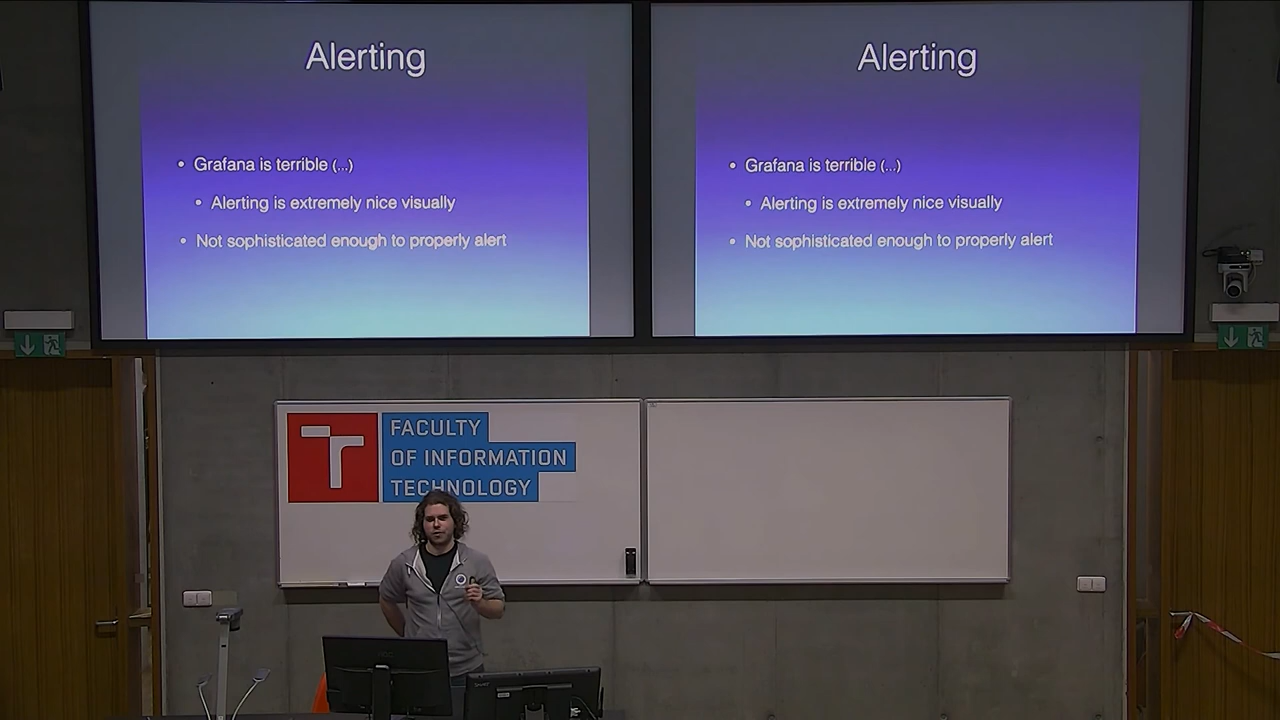 Alerting
• Grafana is terrible (...)
• Alerting is extremely nice visually
• Not sophisticated enough to properly alert
Alerting
• Grafana is terrible (...)
• Alerting is extremely nice visually
• Not sophisticated enough to properly alert
T
FACULTY
OF INFORMATION
TECHNOLOGY